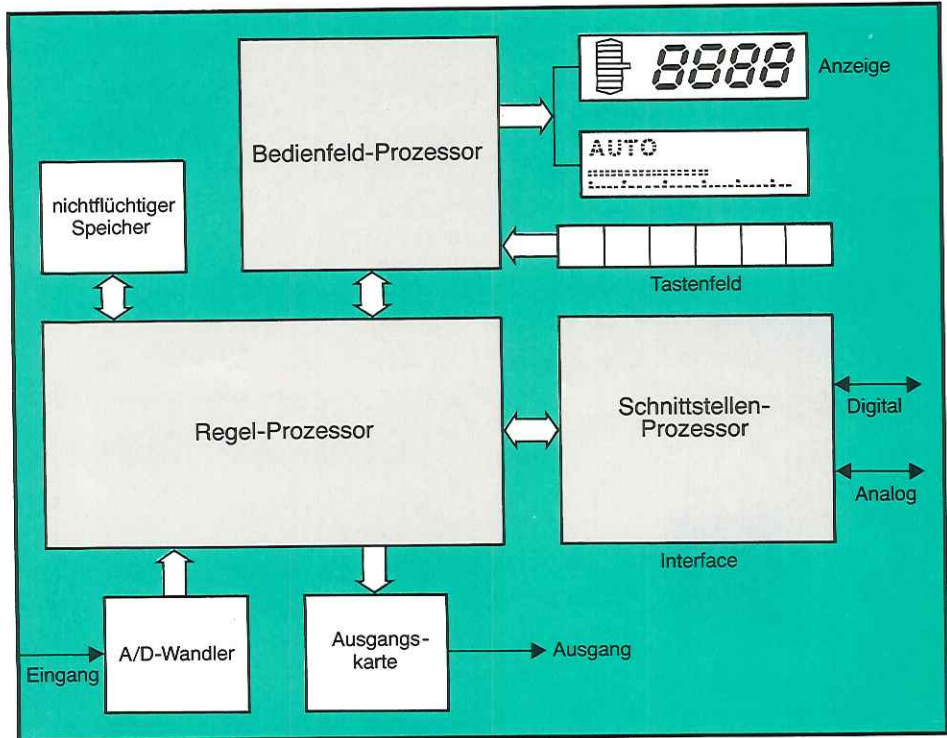 8888
Anzeige
Bedienfeld-Prozessor
AUTO
nichtflüchtiger
Speicher
Tastenfeld
Regel-Prozessor
Schnittstellen-
Prozessor
Digital
Analog
Interface
A/D-Wandler
Ausgangs-
karte
Eingang
Ausgang